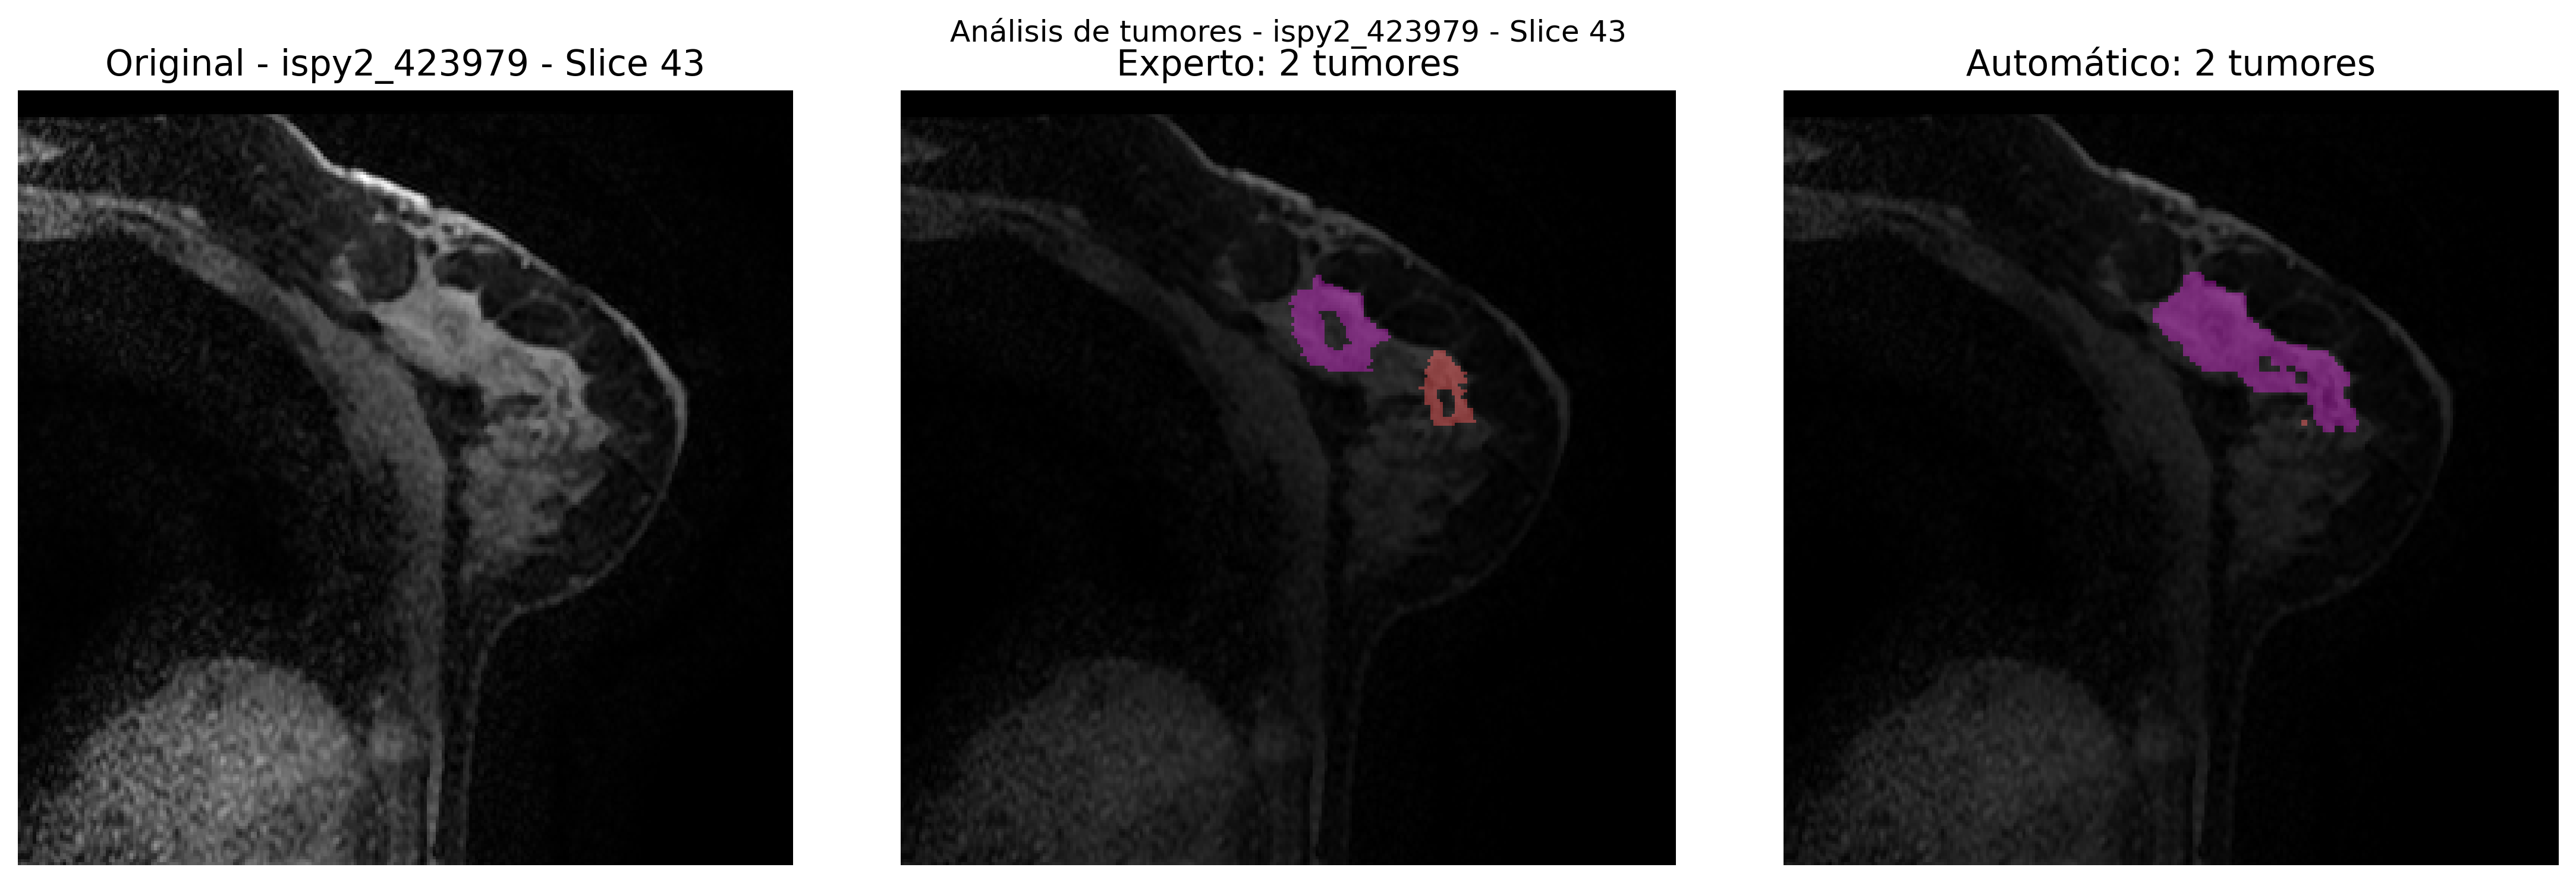 Análisis de tumores - ispy2_423979 - Slice 43
Original - ispy2_423979 - Slice 43
Experto: 2 tumores
Automático: 2 tumores